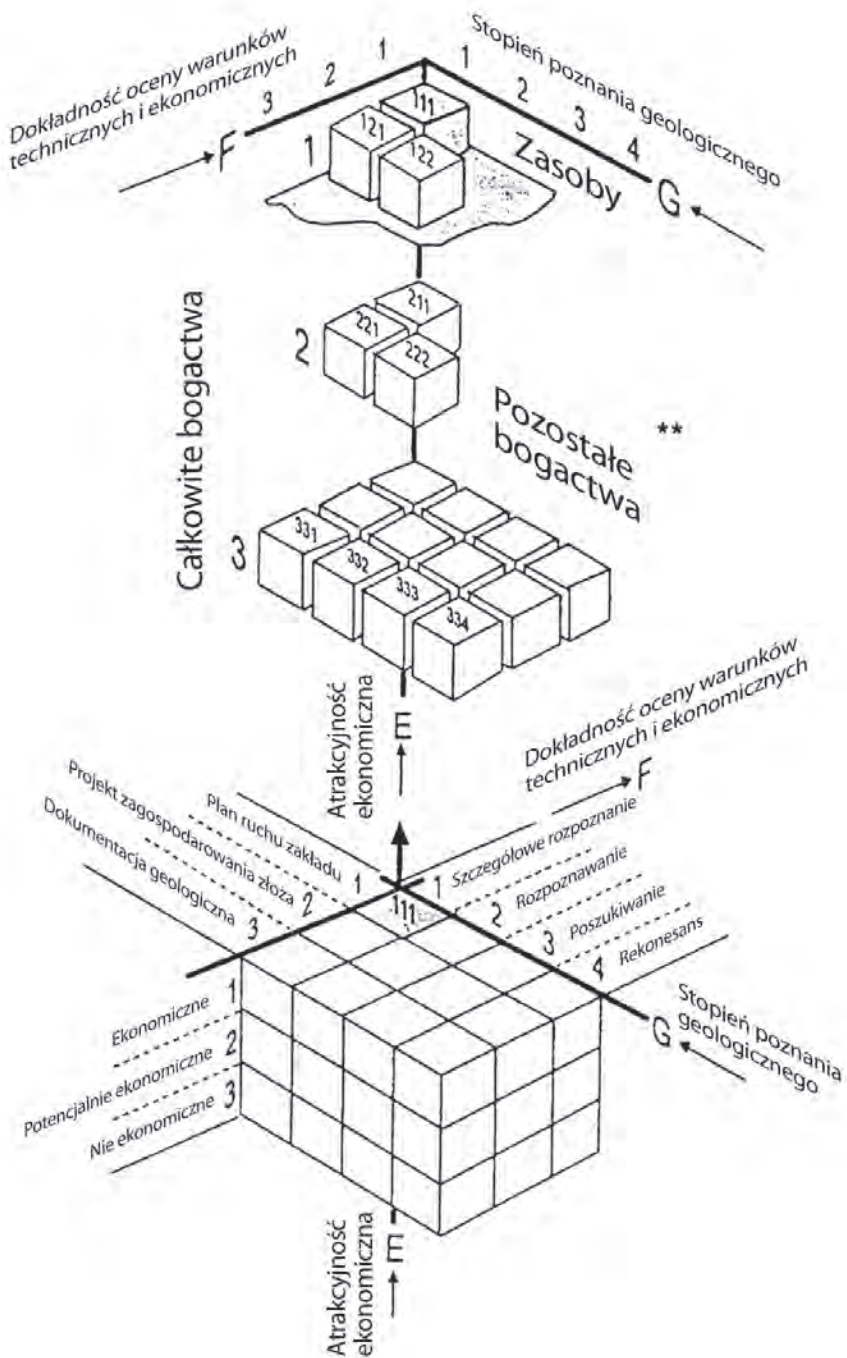 Dokładność oceny warunków
technicznych i ekonomicznych
F
3
2
1
1
2
3
4
Stopień poznania geologicznego
G
Zasoby
1
111
121
122
Całkowite bogactwa
2
211
221
222
Pozostałe
bogactwa
**
3
331
332
333
334
Atrakcyjność
ekonomiczna
E
Dokładność oceny warunków
technicznych i ekonomicznych
F
Projekt zagospodarowania złoża
Dokumentacja geologiczna
Plan ruchu zakładu
3
2
1
111
1
2
3
4
Szczegółowe rozpoznanie
Rozpoznawanie
Poszukiwanie
Rekonesans
G
Stopień poznania
geologicznego
Ekonomiczne
1
Potencjalnie ekonomiczne
2
Nie ekonomiczne
3
Atrakcyjność
ekonomiczna
E